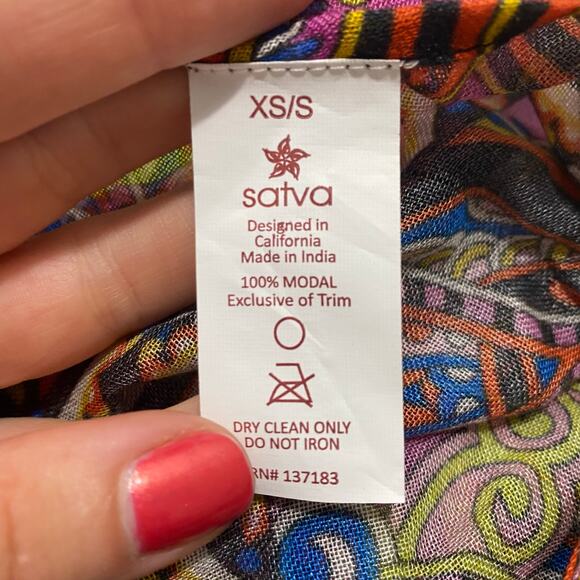 XS/S
satva
Designed in
California
Made in India
100% MODAL
Exclusive of Trim
DRY CLEAN ONLY
DO NOT IRON
RN# 137183